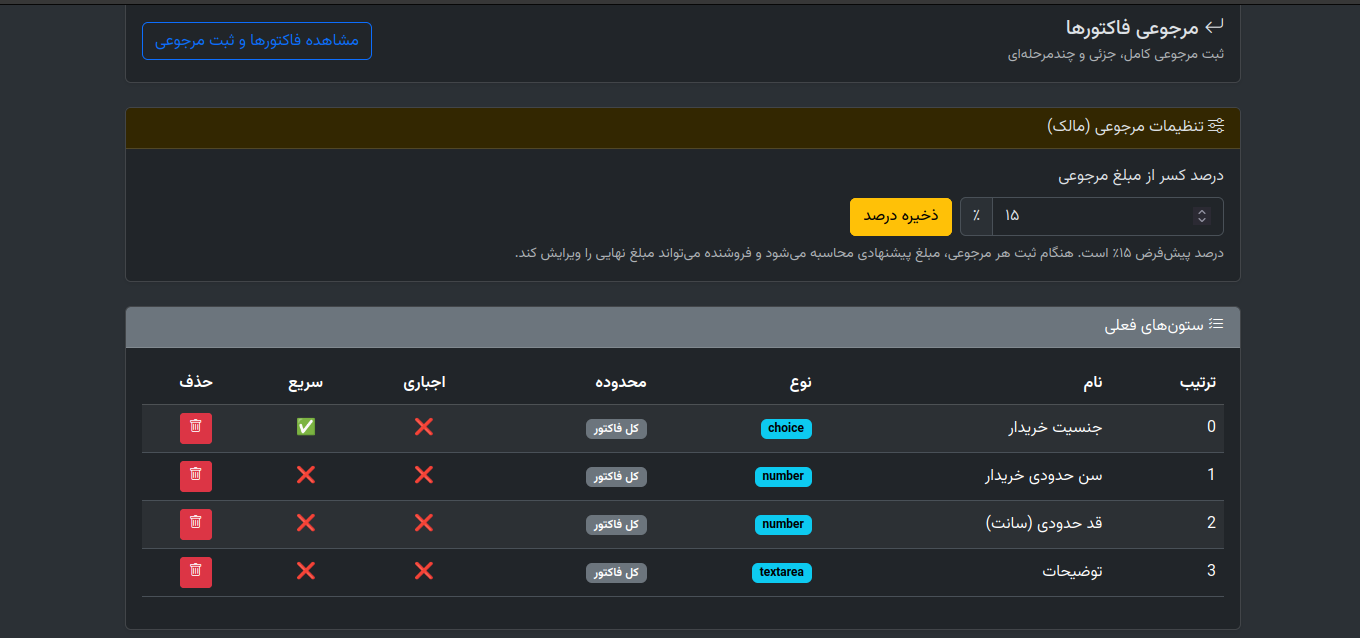 مرجوعی فاکتورها
ثبت مرجوعی کامل، جزئی و چندمرحله‌ای
مشاهده فاکتورها و ثبت مرجوعی
تنظیمات مرجوعی (مالک)
درصد کسر از مبلغ مرجوعی
۱۵ ٪ ذخیره درصد
درصد پیش‌فرض ۱۵٪ است. هنگام ثبت هر مرجوعی، مبلغ پیشنهادی محاسبه می‌شود و فروشنده می‌تواند مبلغ نهایی را ویرایش کند.
ستون‌های فعلی
ترتیب نام نوع محدوده اجباری سریع حذف
0 جنسیت خریدار choice کل فاکتور ❌ ✅
1 سن حدودی خریدار number کل فاکتور ❌ ❌
2 قد حدودی (سانت) number کل فاکتور ❌ ❌
3 توضیحات textarea کل فاکتور ❌ ❌